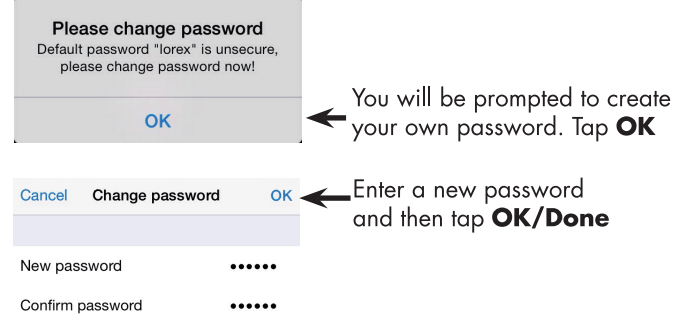 Please change password
Default password "lorex" is unsecure,
please change password now!
OK
You will be prompted to create
your own password. Tap OK
Cancel Change password OK
Enter a new password
and then tap OK/Done
New password ••••••
Confirm password ••••••